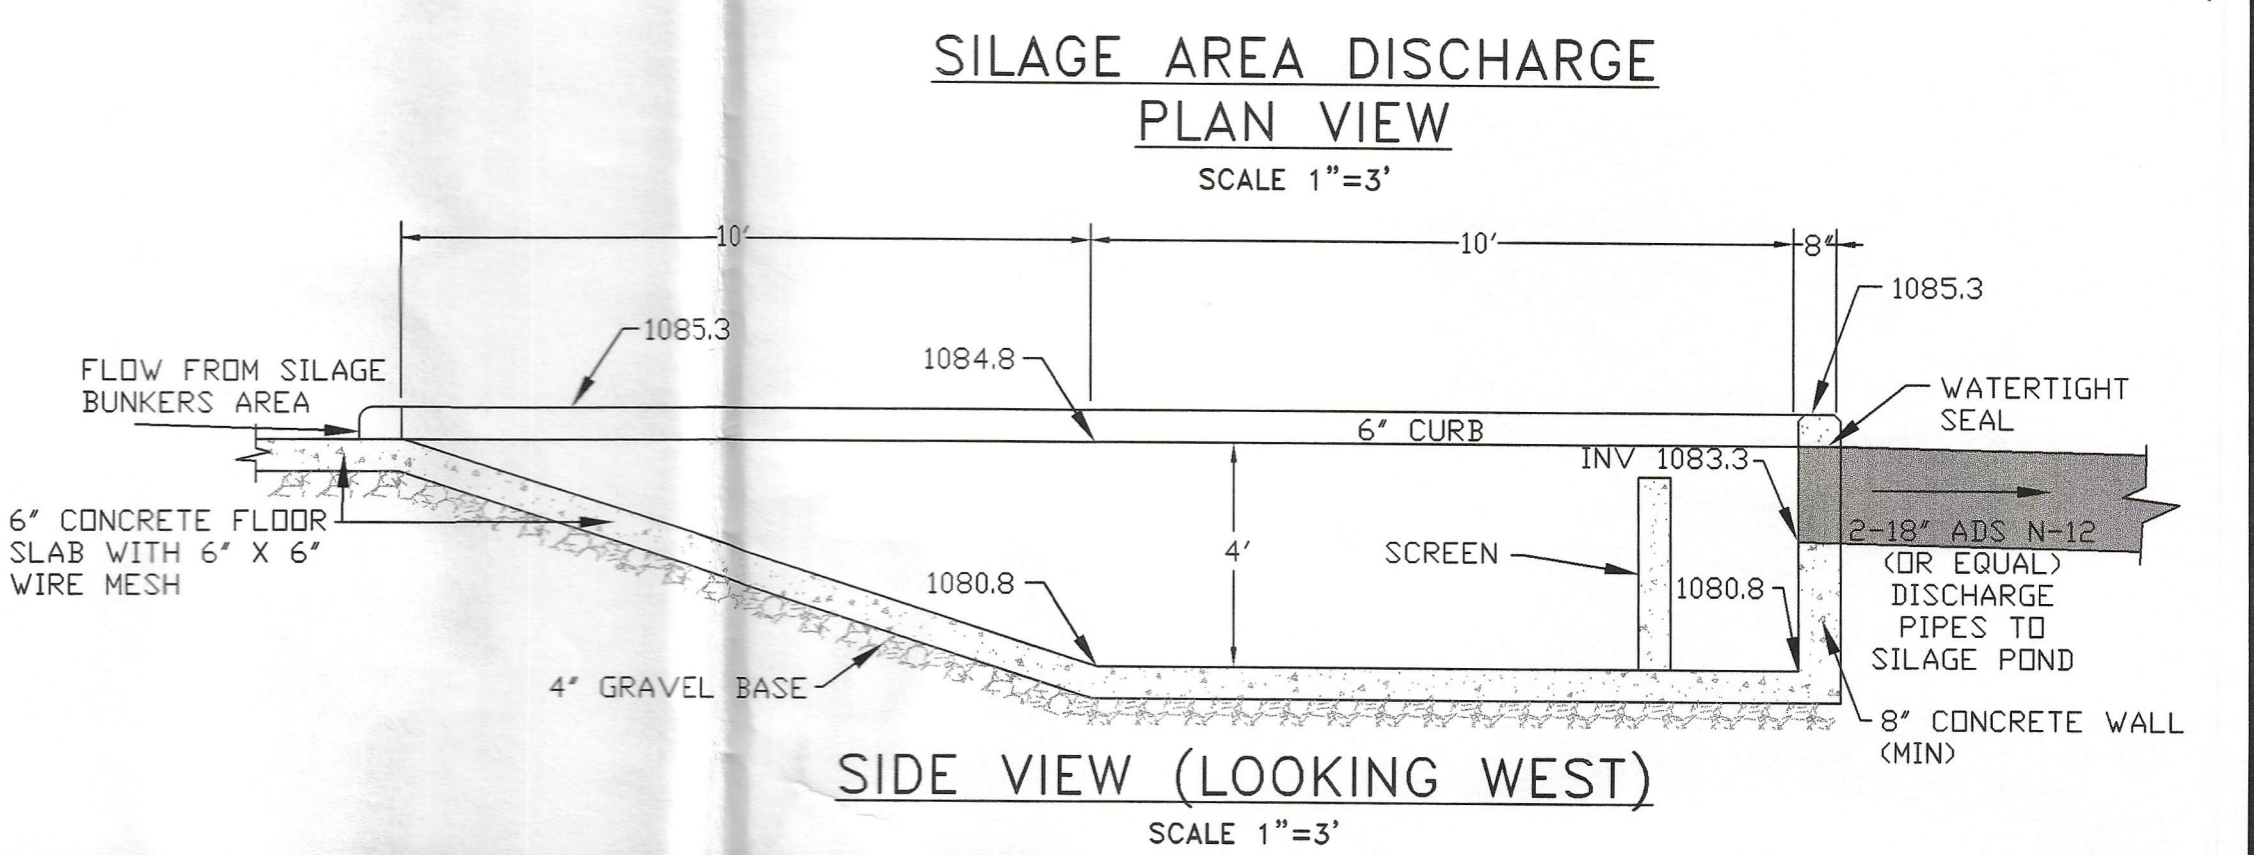 SILAGE AREA DISCHARGE
PLAN VIEW
SCALE 1"=3'
10'
10'
8"
1085.3
1085.3
1084.8
FLOW FROM SILAGE
BUNKERS AREA
WATERTIGHT
SEAL
6" CURB
INV 1083.3
6" CONCRETE FLOOR
SLAB WITH 6" X 6"
WIRE MESH
4'
SCREEN
1080.8
1080.8
2-18" ADS N-12
(OR EQUAL)
DISCHARGE
PIPES TO
SILAGE POND
4" GRAVEL BASE
8" CONCRETE WALL
(MIN)
SIDE VIEW (LOOKING WEST)
SCALE 1"=3'